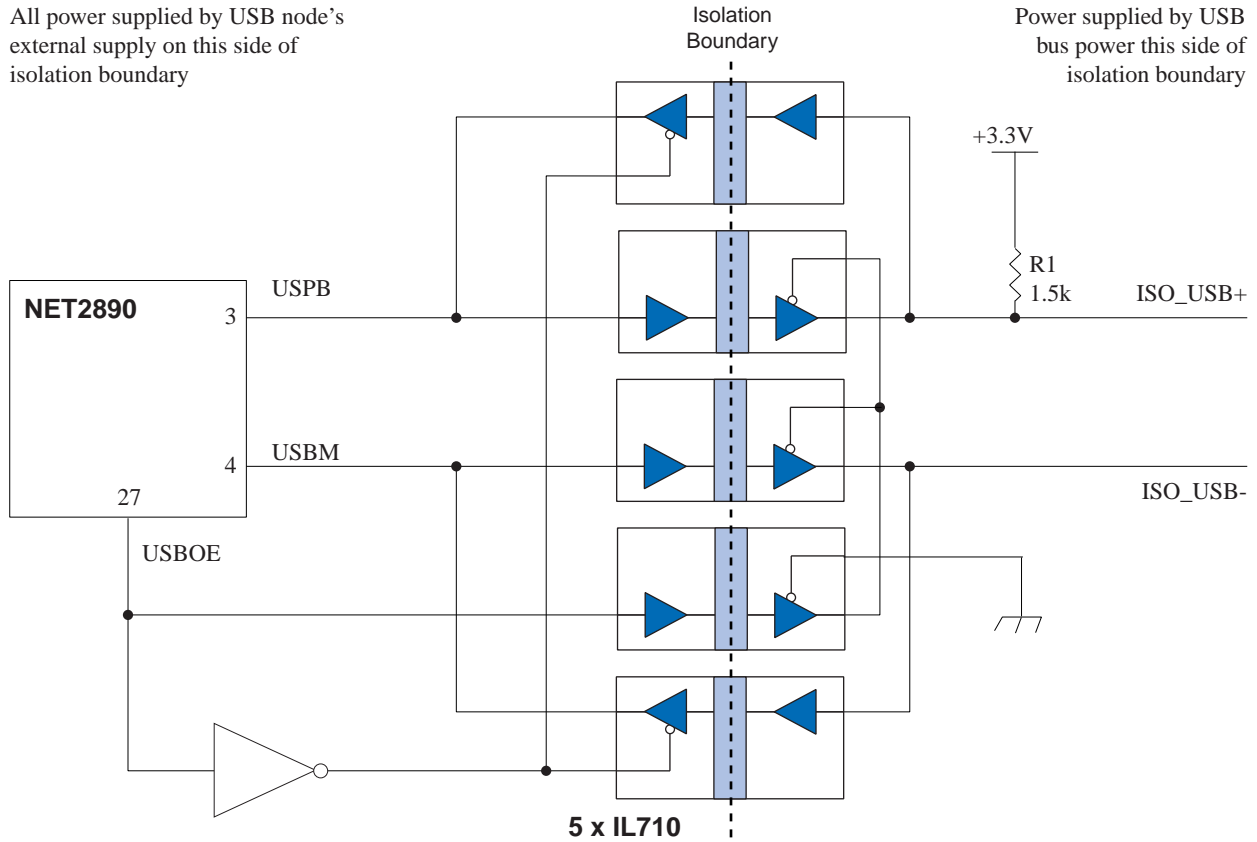 All power supplied by USB node's
external supply on this side of
isolation boundary
Isolation
Boundary
Power supplied by USB
bus power this side of
isolation boundary
+3.3V
R1
1.5k
ISO_USB+
NET2890
3
USPB
4
USBM
ISO_USB-
27
USBOE
5 x IL710